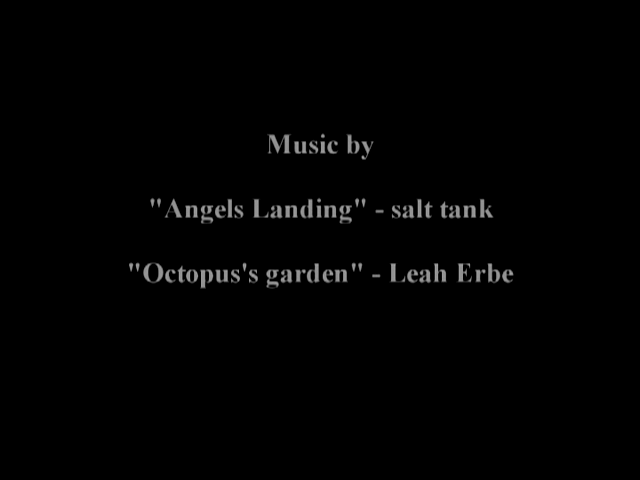 Music by
"Angels Landing" - salt tank
"Octopus's garden" - Leah Erbe